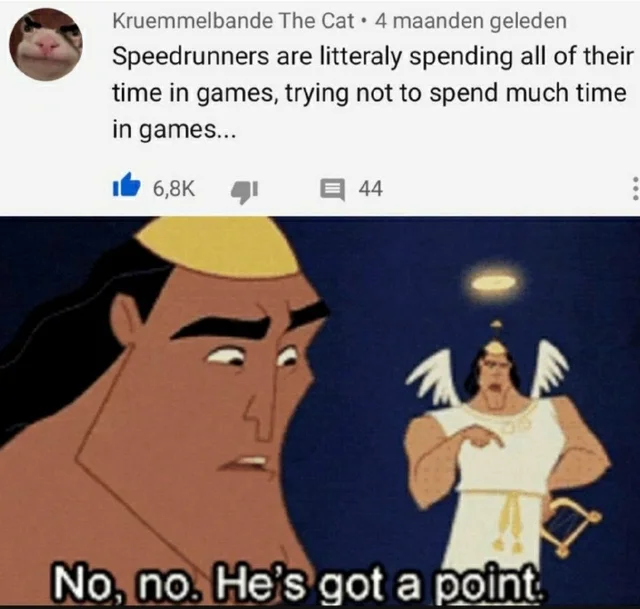 Kruemmelbande The Cat • 4 maanden geleden
Speedrunners are litteraly spending all of their
time in games, trying not to spend much time
in games...
6,8K 44
No, no. He's got a point.